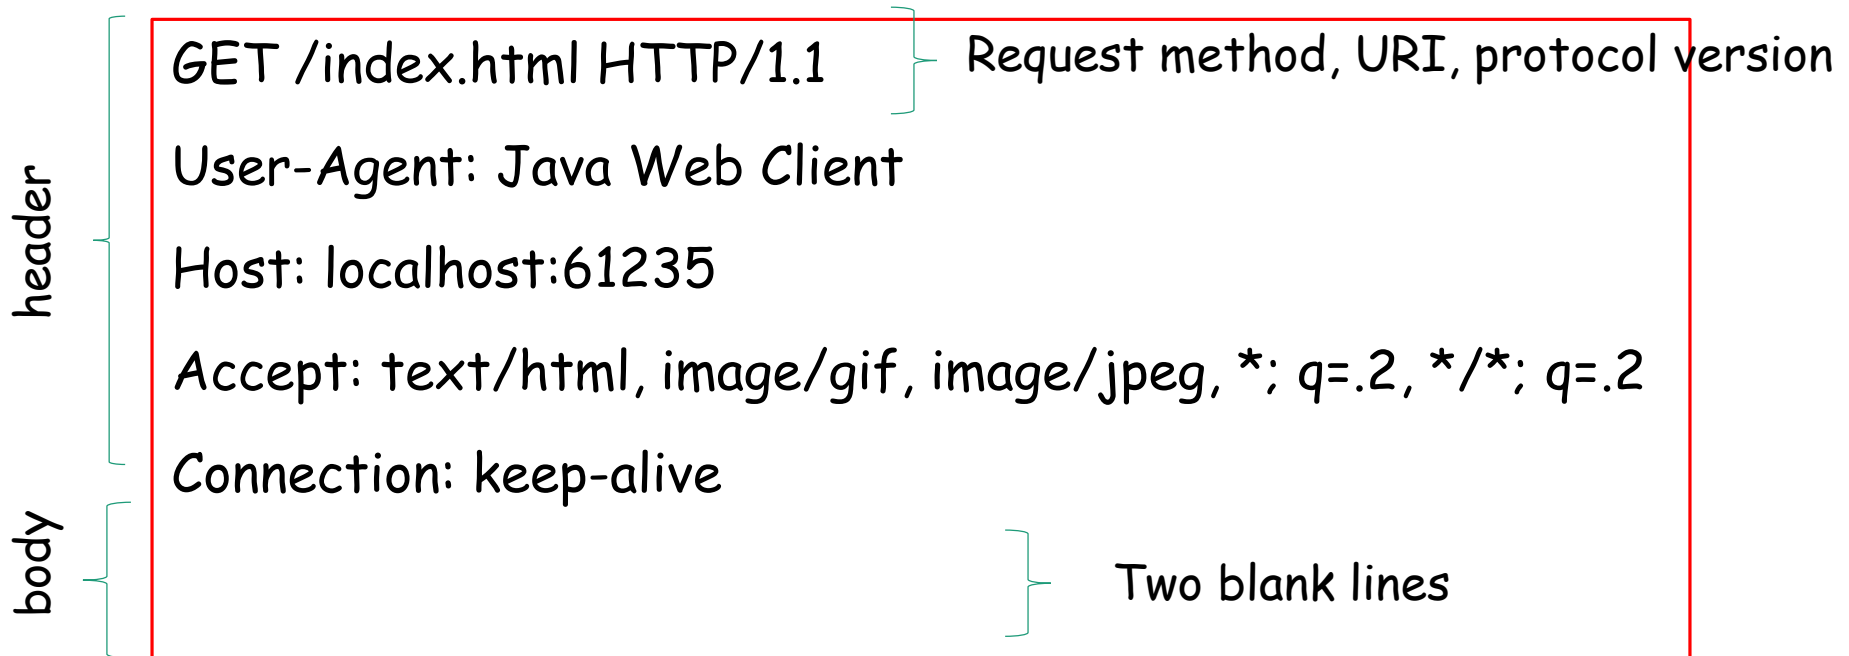 GET /index.html HTTP/1.1
Request method, URI, protocol version
User-Agent: Java Web Client
header
Host: localhost:61235
Accept: text/html, image/gif, image/jpeg, *; q=.2, */*; q=.2
Connection: keep-alive
body
Two blank lines